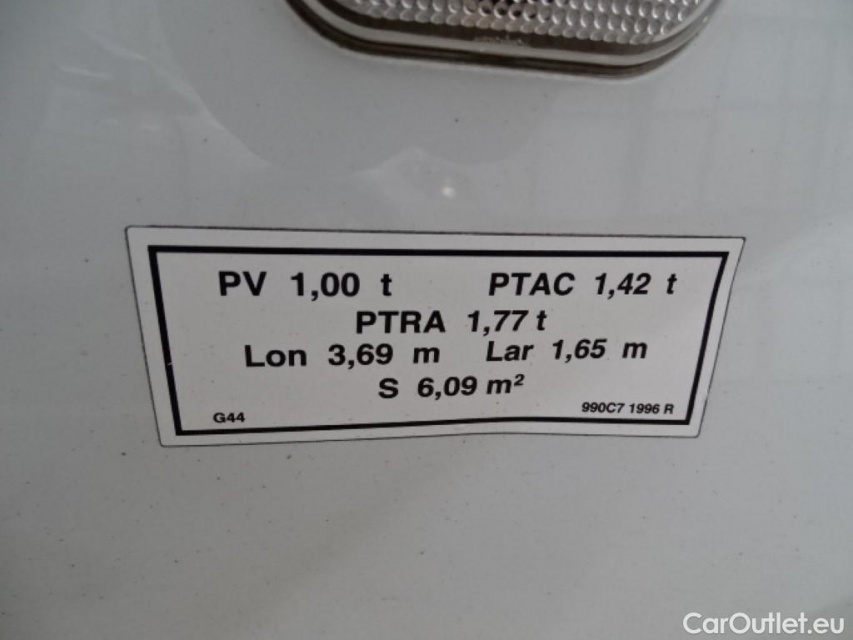 PV 1,00 t PTAC 1,42 t
PTRA 1,77 t
Lon 3,69 m Lar 1,65 m
S 6,09 m²
G44 990C7 1996 R
CarOutlet.eu